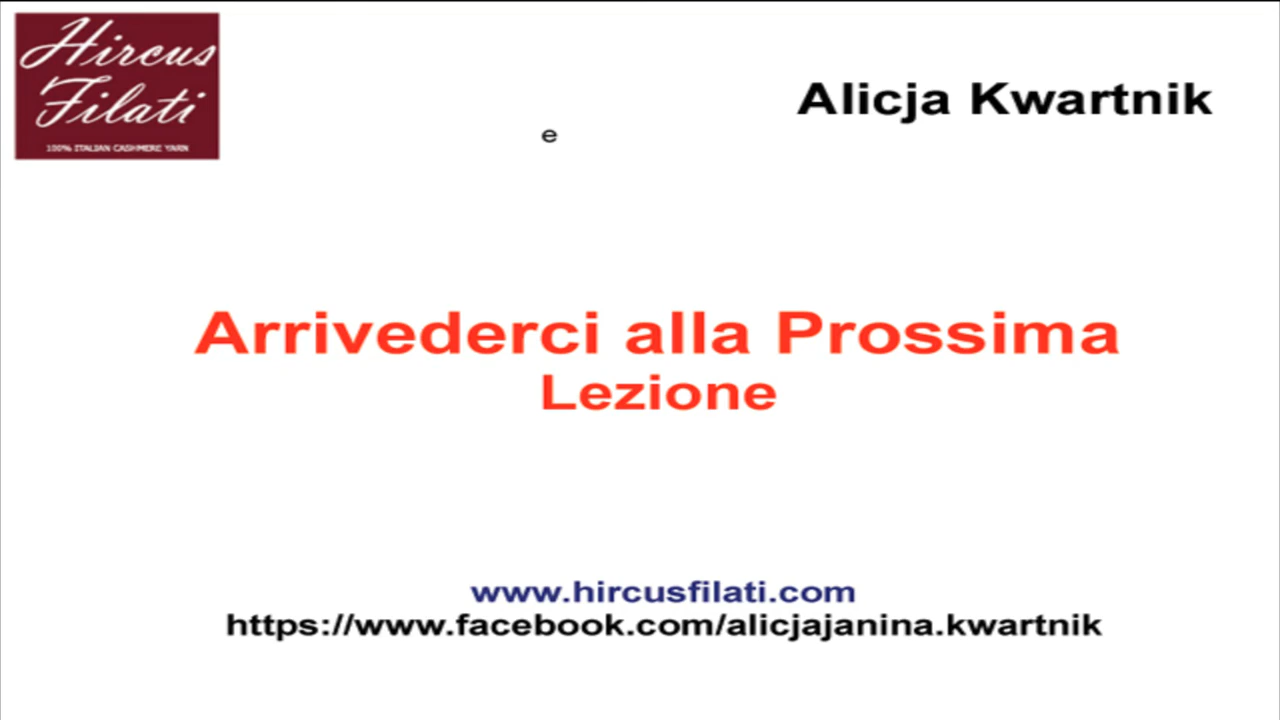 Hircus
Filati
100% ITALIAN CASHMERE YARN
e
Alicja Kwartnik
Arrivederci alla Prossima
Lezione
www.hircusfilati.com
https://www.facebook.com/alicjajanina.kwartnik